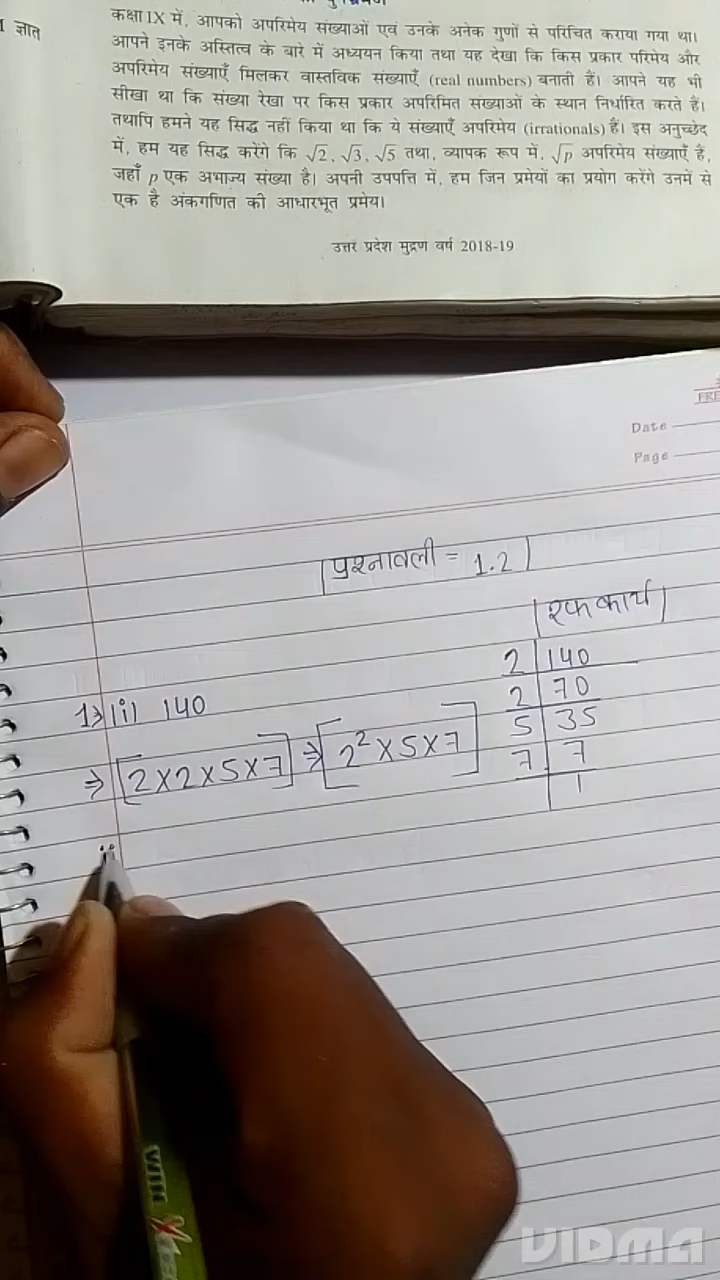 ज्ञात
कक्षा IX में, आपको अपरिमेय संख्याओं एवं उनके अनेक गुणों से परिचित कराया गया था।
आपने इनके अस्तित्व के बारे में अध्ययन किया तथा यह देखा कि किस प्रकार परिमेय और
अपरिमेय संख्याएँ मिलकर वास्तविक संख्याएँ (real numbers) बनाती हैं। आपने यह भी
सीखा था कि संख्या रेखा पर किस प्रकार अपरिमित संख्याओं के स्थान निर्धारित करते हैं।
तथापि हमने यह सिद्ध नहीं किया था कि ये संख्याएँ अपरिमेय (irrationals) हैं। इस अनुच्छेद
में, हम यह सिद्ध करेंगे कि √2, √3, √5 तथा, व्यापक रूप में, √p अपरिमेय संख्याएँ हैं,
जहाँ p एक अभाज्य संख्या है। अपनी उपपत्ति में, हम जिन प्रमेयों का प्रयोग करेंगे उनमें से
एक है अंकगणित की आधारभूत प्रमेय।
उत्तर प्रदेश मुद्रण वर्ष 2018-19
Date
Page
प्रश्नावली = 1.2
रफ कार्य
1⇒ (i) 140
⇒ [2×2×5×7] ⇒ [2²×5×7]
2 | 140
2 | 70
5 | 35
7 | 7
1
ii
WIN
VIDMA